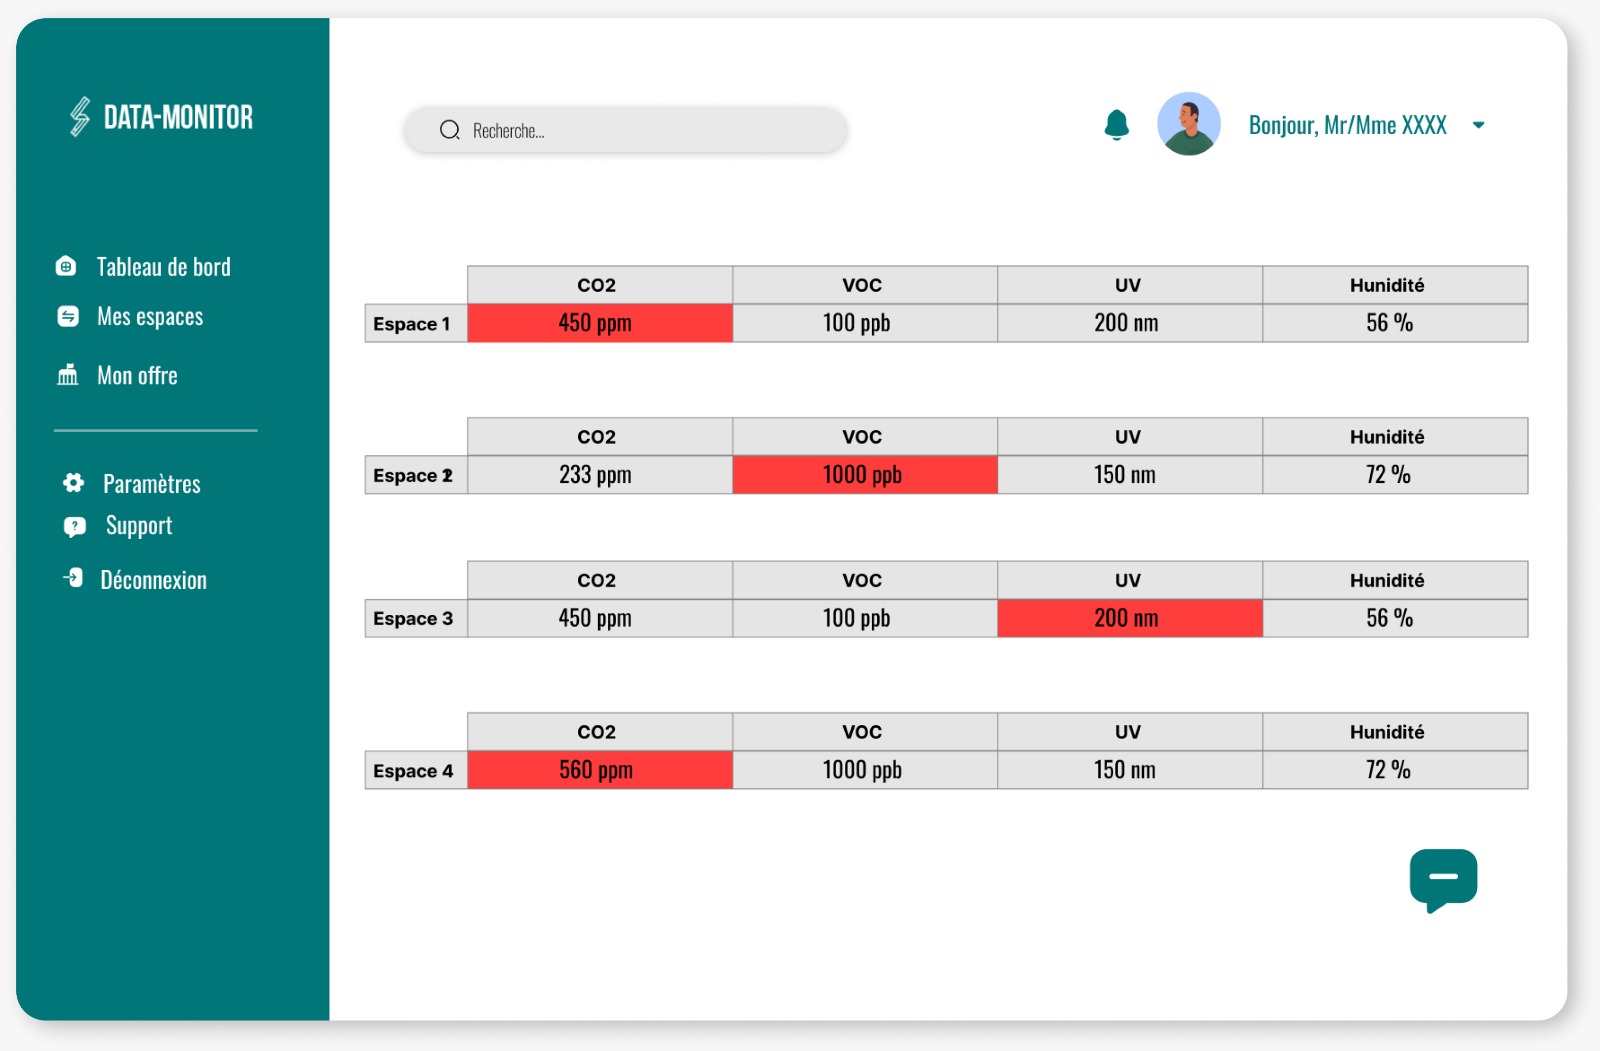 DATA-MONITOR
Recherche...
Bonjour, Mr/Mme XXXX
Tableau de bord
Mes espaces
Mon offre
Paramètres
Support
Déconnexion
CO2 VOC UV Hunidité
Espace 1 450 ppm 100 ppb 200 nm 56 %
CO2 VOC UV Hunidité
Espace 2 233 ppm 1000 ppb 150 nm 72 %
CO2 VOC UV Hunidité
Espace 3 450 ppm 100 ppb 200 nm 56 %
CO2 VOC UV Hunidité
Espace 4 560 ppm 1000 ppb 150 nm 72 %